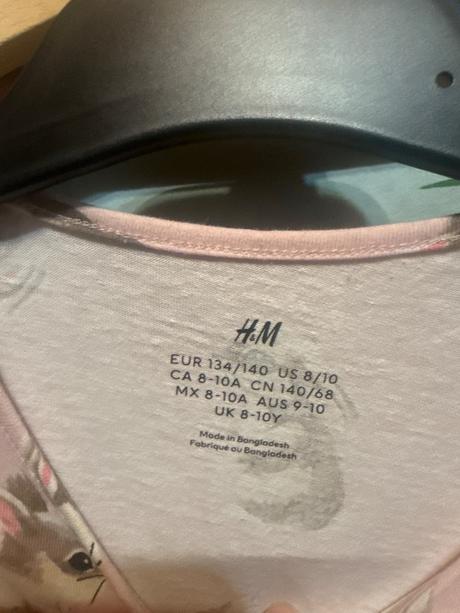 H&M
EUR 134/140 US 8/10
CA 8-10A CN 140/68
MX 8-10A AUS 9-10
UK 8-10Y
Made in Bangladesh
Fabriqué au Bangladesh